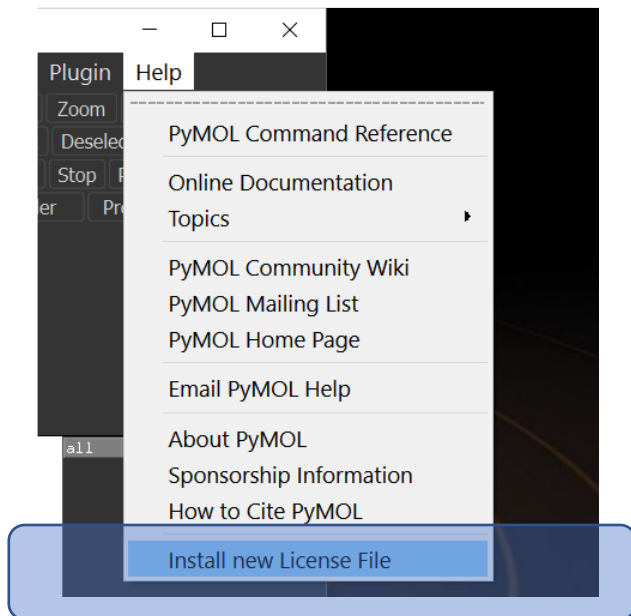 Plugin Help
Zoom
Deselec
Stop
er Pr
PyMOL Command Reference
Online Documentation
Topics
PyMOL Community Wiki
PyMOL Mailing List
PyMOL Home Page
Email PyMOL Help
all
About PyMOL
Sponsorship Information
How to Cite PyMOL
Install new License File